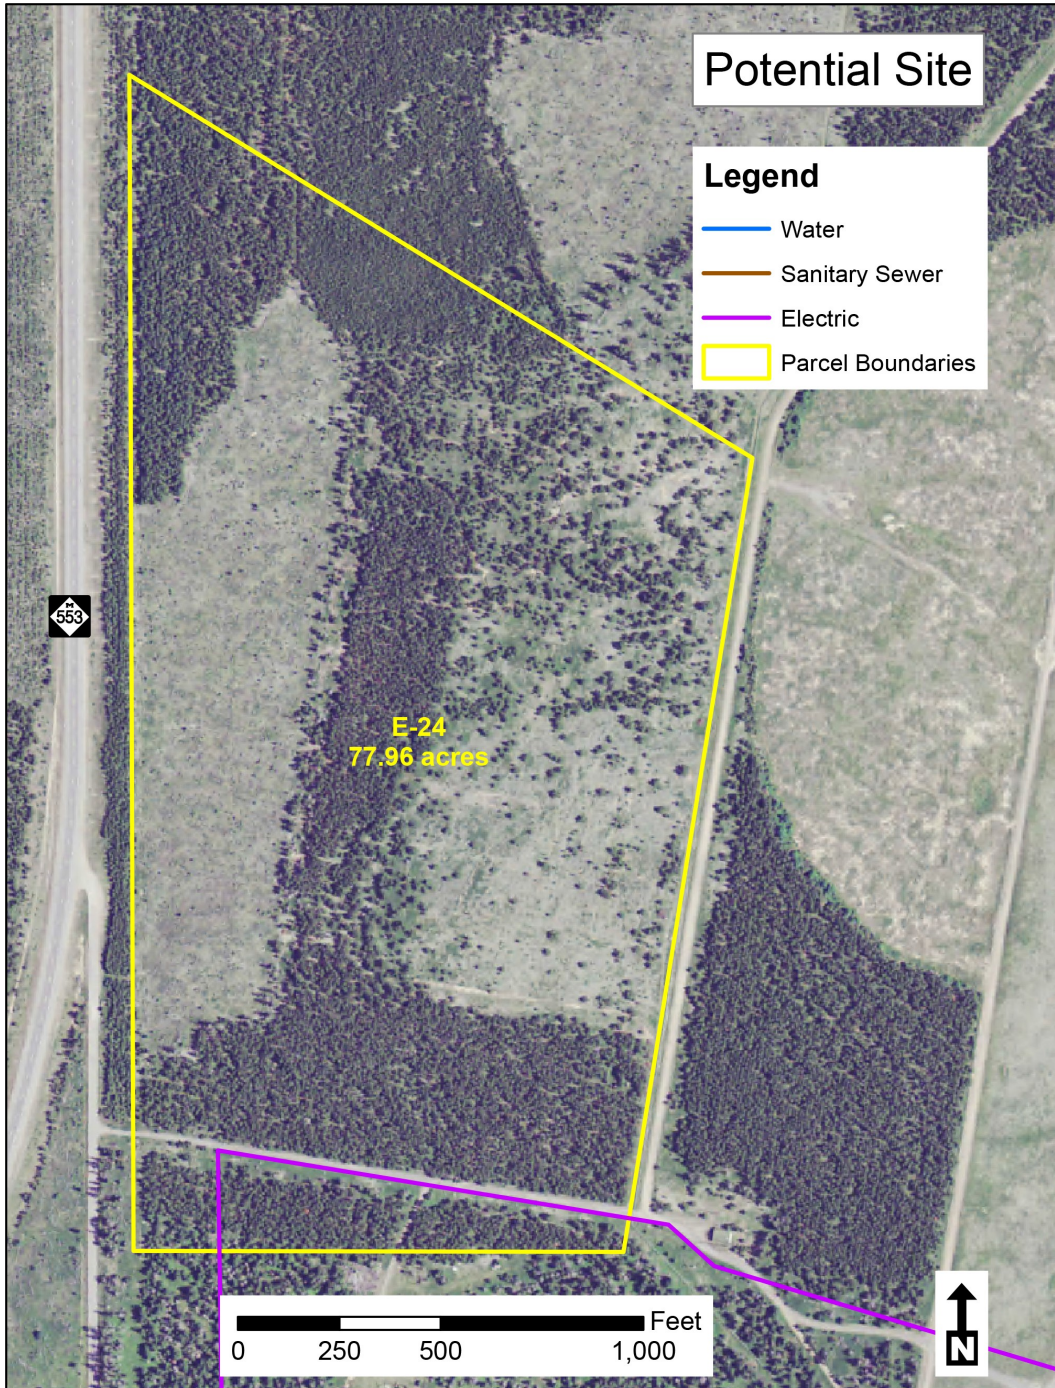 Potential Site
Legend
Water
Sanitary Sewer
Electric
Parcel Boundaries
M
553
E-24
77.96 acres
Feet
0 250 500 1,000
N